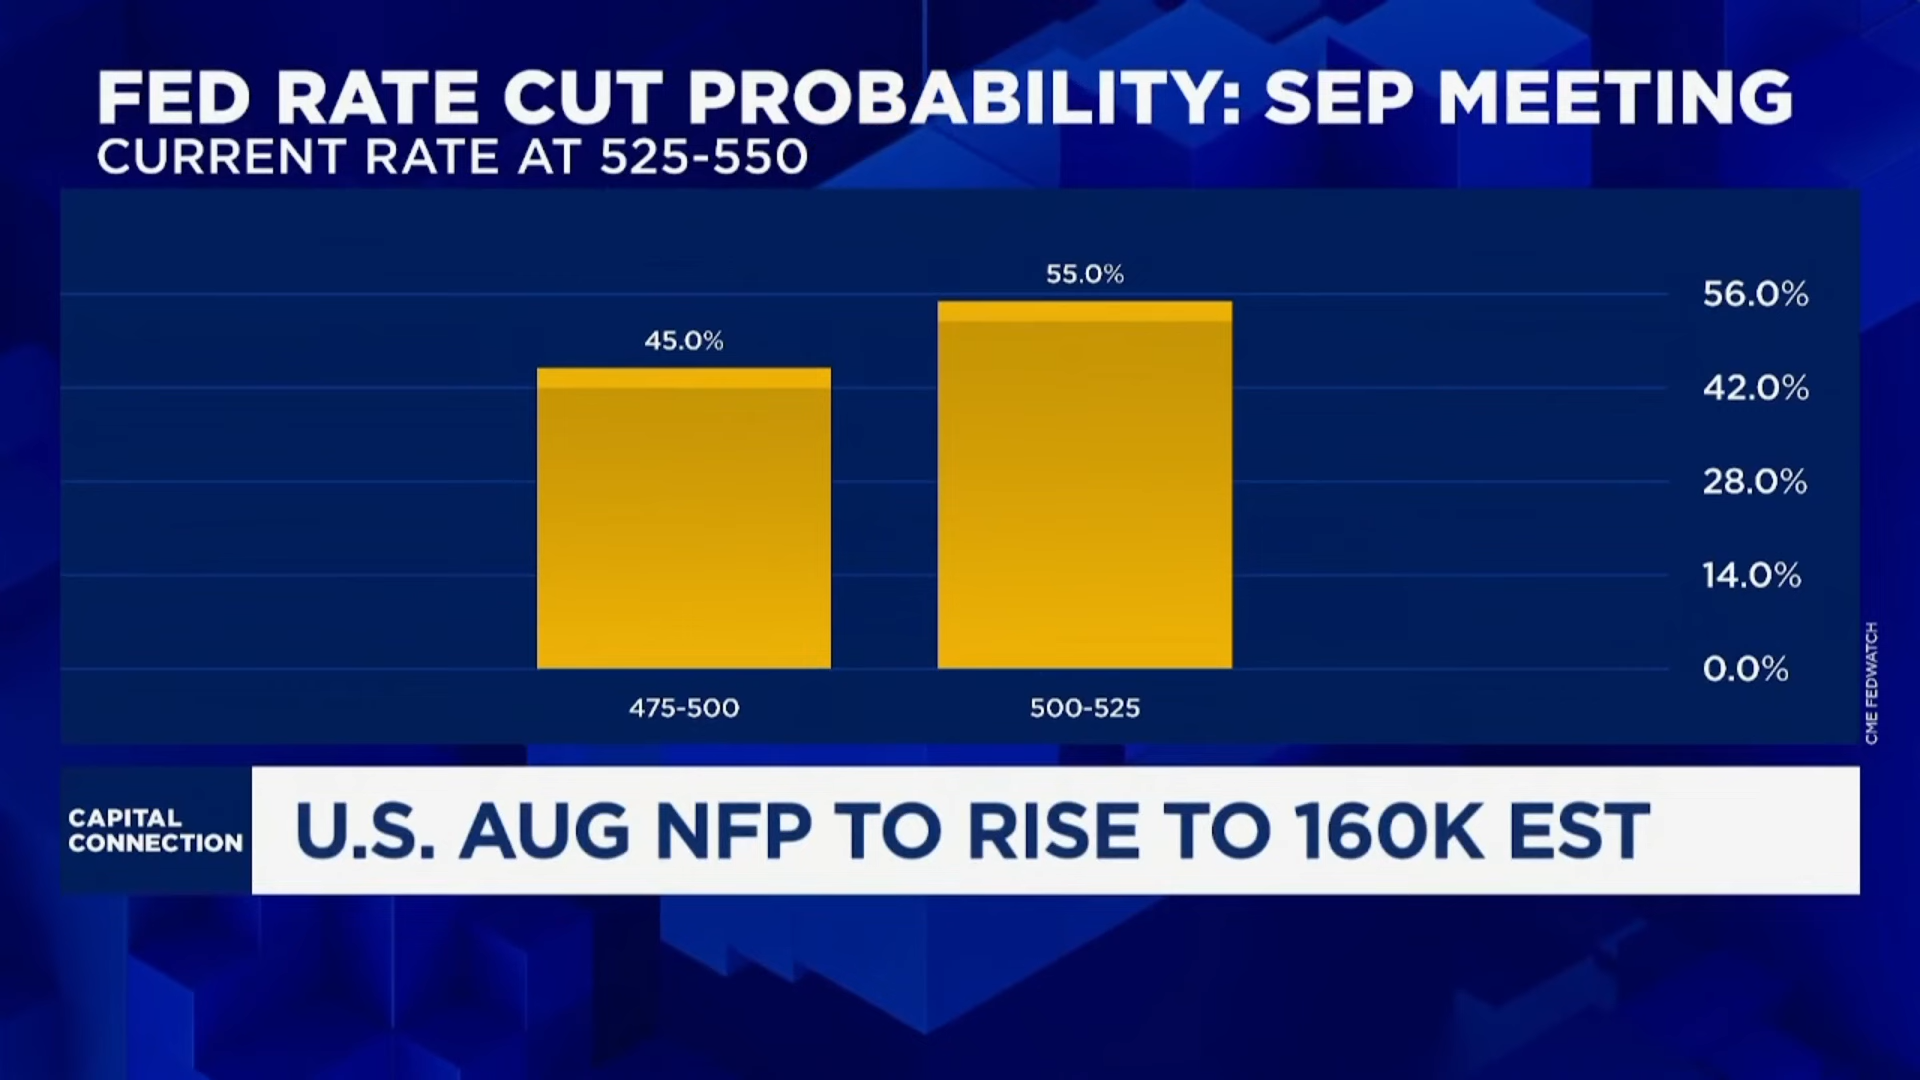 FED RATE CUT PROBABILITY: SEP MEETING
CURRENT RATE AT 525-550
55.0%
56.0%
45.0%
42.0%
28.0%
14.0%
0.0%
475-500
500-525
CME FEDWATCH
CAPITAL
CONNECTION
U.S. AUG NFP TO RISE TO 160K EST